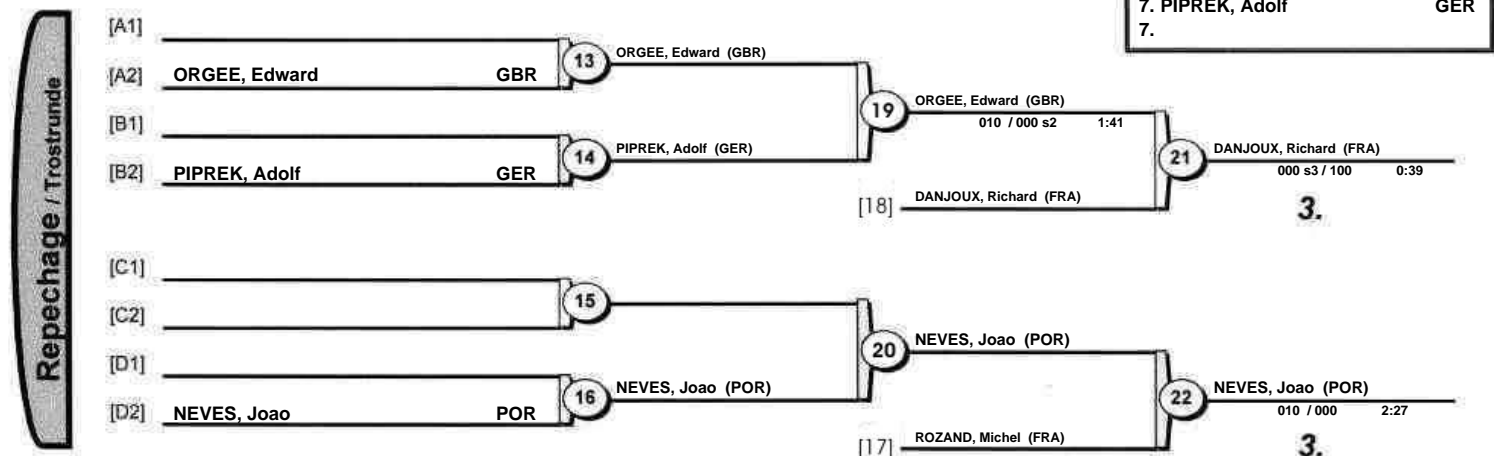 7. PIPREK, Adolf GER
7.
Repechage / Trostrunde
[A1]
[A2] ORGEE, Edward GBR
13 ORGEE, Edward (GBR)
[B1]
[B2] PIPREK, Adolf GER
14 PIPREK, Adolf (GER)
19 ORGEE, Edward (GBR)
010 / 000 s2 1:41
[18] DANJOUX, Richard (FRA)
21 DANJOUX, Richard (FRA)
000 s3 / 100 0:39
3.
[C1]
[C2]
15
[D1]
[D2] NEVES, Joao POR
16 NEVES, Joao (POR)
20 NEVES, Joao (POR)
[17] ROZAND, Michel (FRA)
22 NEVES, Joao (POR)
010 / 000 2:27
3.